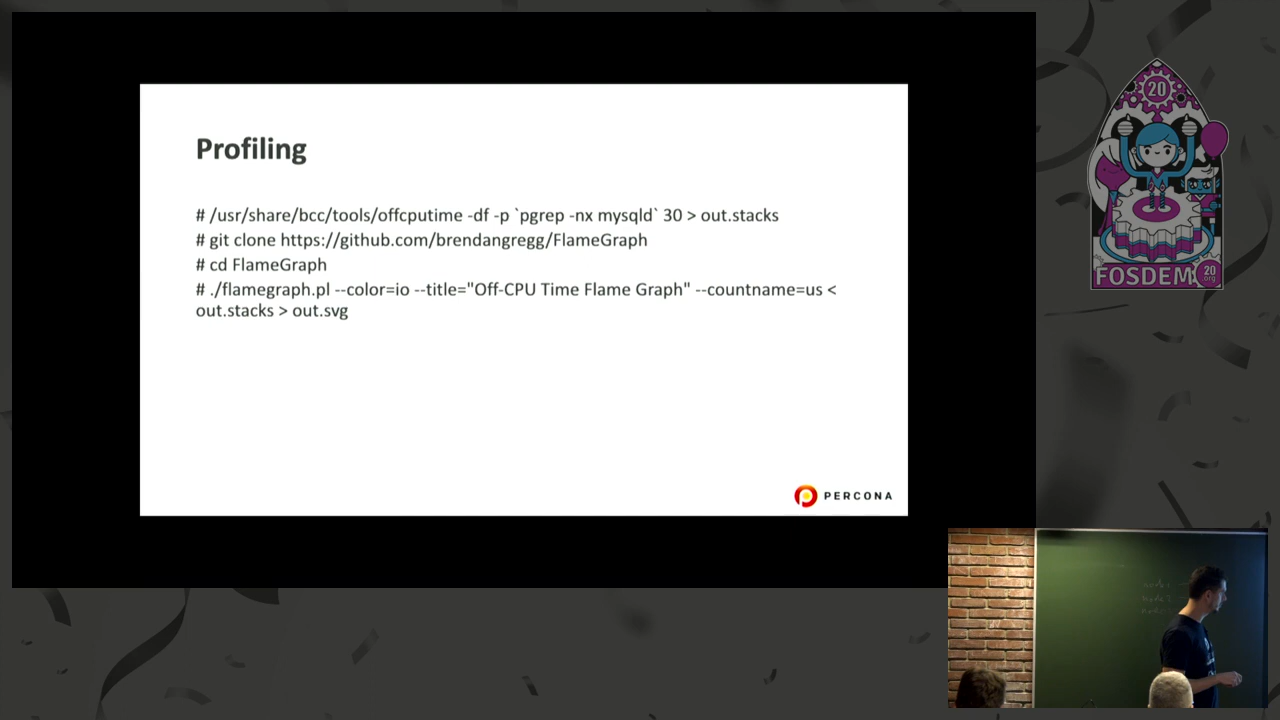 Profiling
# /usr/share/bcc/tools/offcputime -df -p `pgrep -nx mysqld` 30 > out.stacks
# git clone https://github.com/brendangregg/FlameGraph
# cd FlameGraph
# ./flamegraph.pl --color=io --title="Off-CPU Time Flame Graph" --countname=us <
out.stacks > out.svg
PERCONA
20
FOSDEM
20
.org